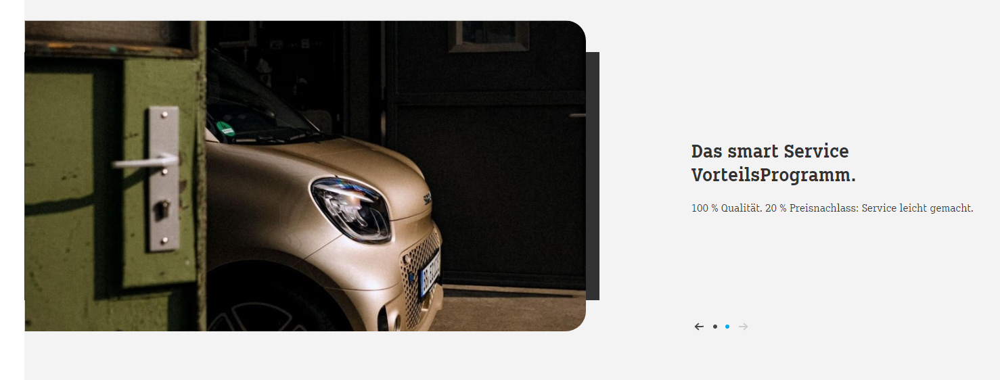 Das smart Service
VorteilsProgramm.
100 % Qualität. 20 % Preisnachlass: Service leicht gemacht.